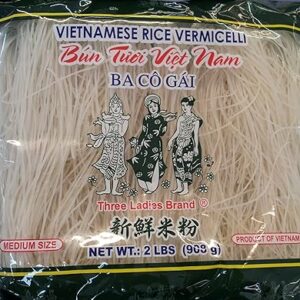 VIETNAMESE RICE VERMICELLI
Bún Tươi Việt Nam
BA CÔ GÁI
Three Ladies Brand ®
新鮮米粉
MEDIUM SIZE
NET WT.: 2 LBS (908 g)
PRODUCT OF VIETNAM